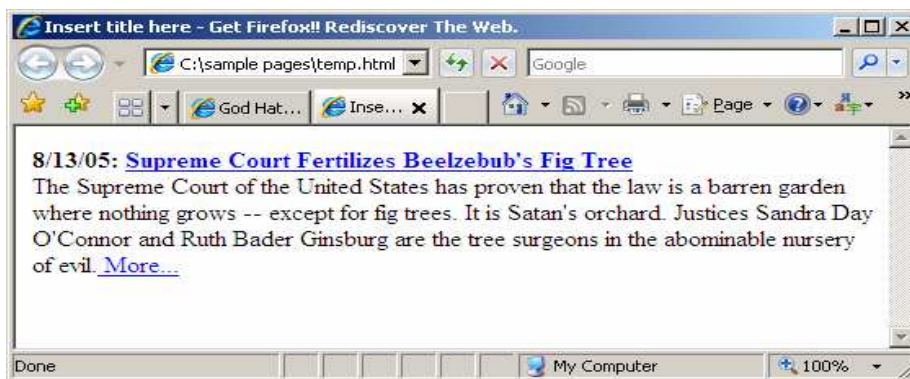 Insert title here - Get Firefox!! Rediscover The Web.
C:\sample pages\temp.html Google
God Hat... Inse... Page
8/13/05: Supreme Court Fertilizes Beelzebub's Fig Tree
The Supreme Court of the United States has proven that the law is a barren garden
where nothing grows -- except for fig trees. It is Satan's orchard. Justices Sandra Day
O'Connor and Ruth Bader Ginsburg are the tree surgeons in the abominable nursery
of evil. More...
Done My Computer 100%